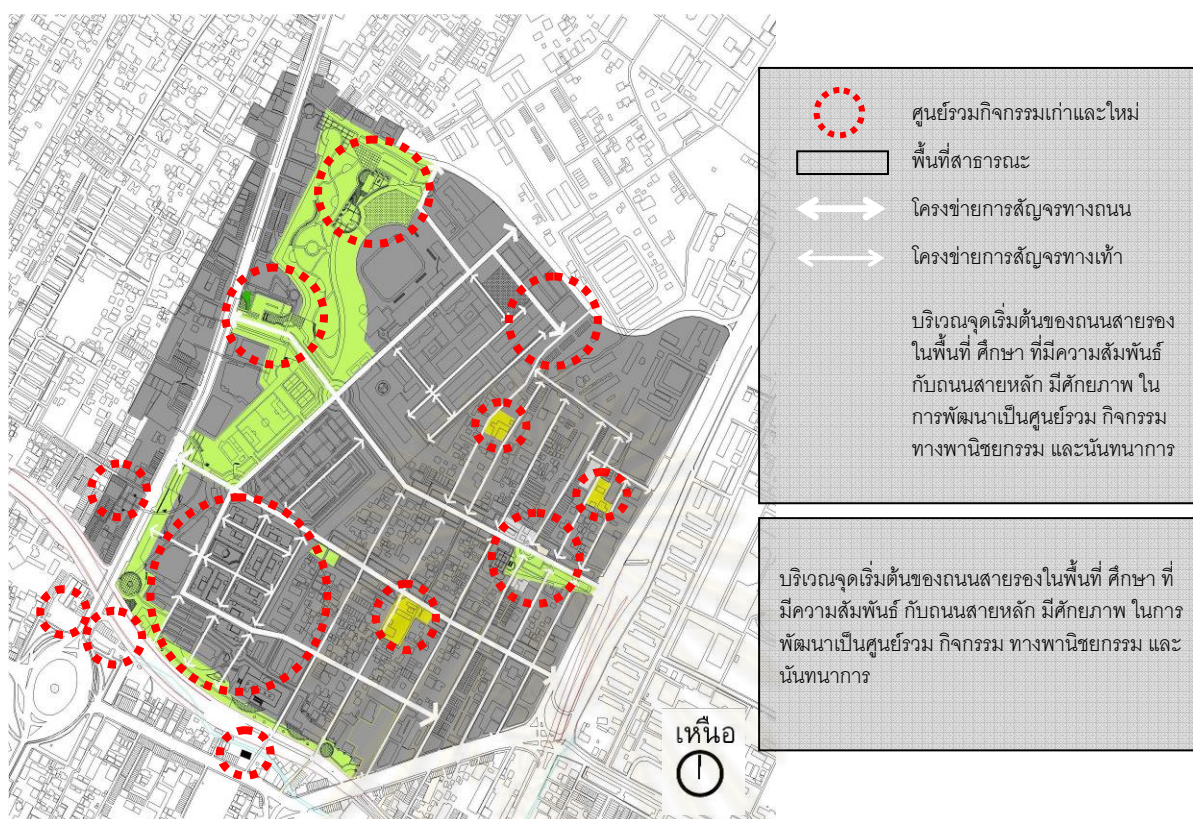 ศูนย์รวมกิจกรรมเก่าและใหม่
พื้นที่สาธารณะ
โครงข่ายการสัญจรทางถนน
โครงข่ายการสัญจรทางเท้า
บริเวณจุดเริ่มต้นของถนนสายรอง
ในพื้นที่ ศึกษา ที่มีความสัมพันธ์
กับถนนสายหลัก มีศักยภาพ ใน
การพัฒนาเป็นศูนย์รวม กิจกรรม
ทางพานิชยกรรม และนันทนาการ
บริเวณจุดเริ่มต้นของถนนสายรองในพื้นที่ ศึกษา ที่
มีความสัมพันธ์ กับถนนสายหลัก มีศักยภาพ ในการ
พัฒนาเป็นศูนย์รวม กิจกรรม ทางพานิชยกรรม และ
นันทนาการ
เหนือ